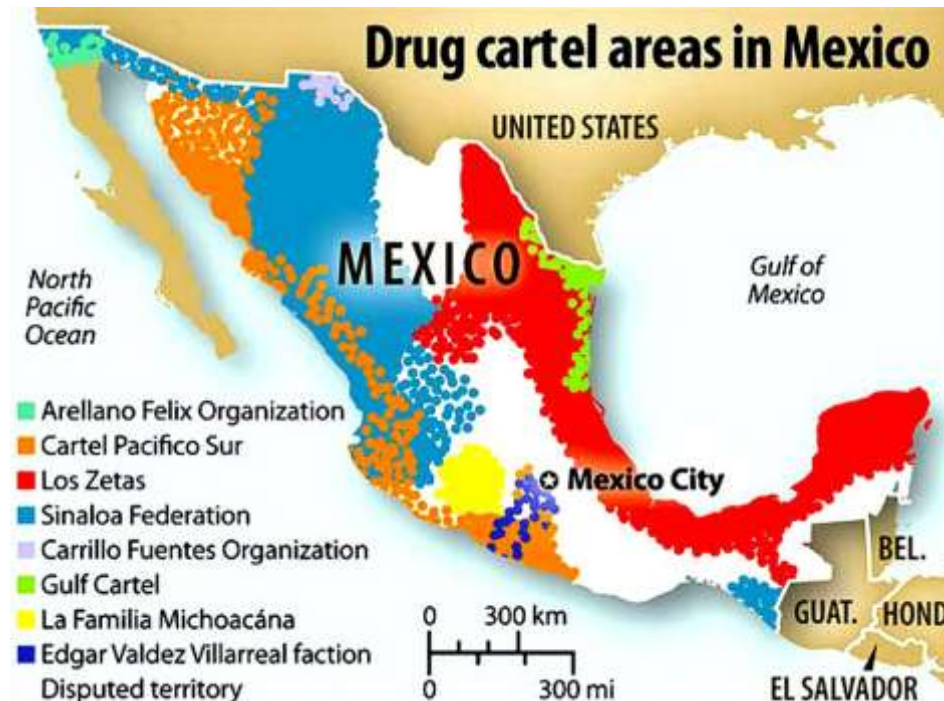 Drug cartel areas in Mexico
UNITED STATES
MEXICO
North
Pacific
Ocean
Gulf of
Mexico
Arellano Felix Organization
Cartel Pacifico Sur
Los Zetas
Sinaloa Federation
Carrillo Fuentes Organization
Gulf Cartel
La Familia Michoacána
Edgar Valdez Villarreal faction
Disputed territory
Mexico City
0 300 km
0 300 mi
BEL.
GUAT.
HOND
EL SALVADOR